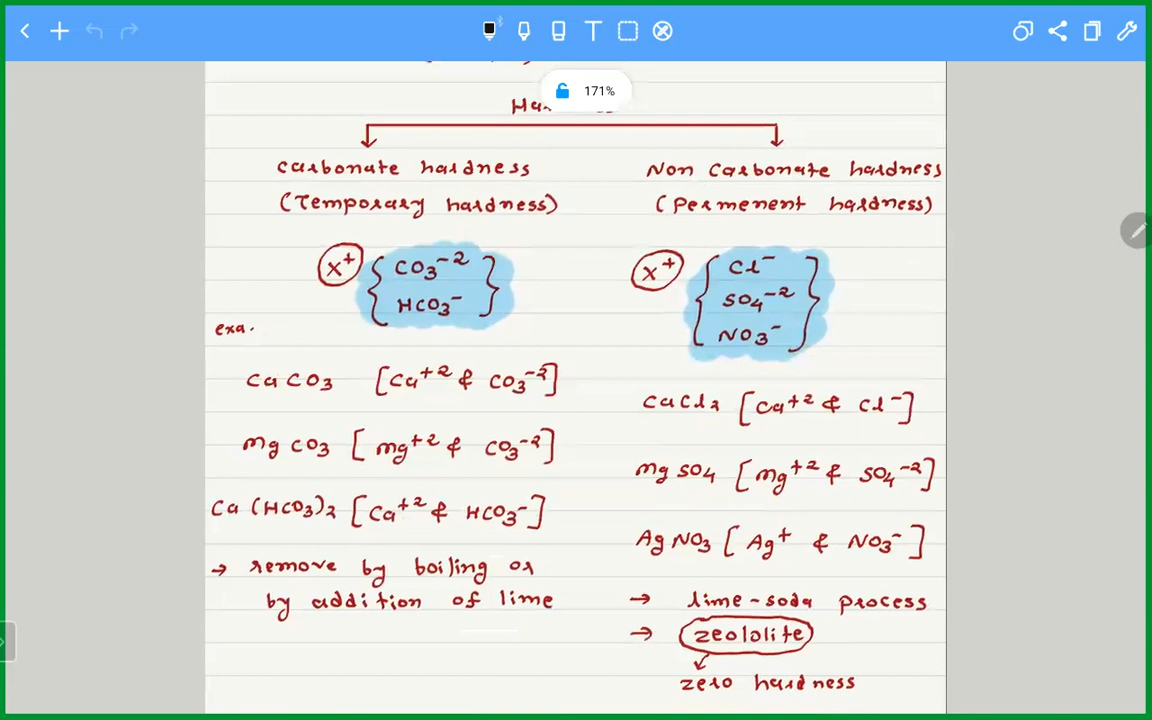 171%
Carbonate hardness
(Temporary hardness)
Non Carbonate hardness
(Permenent hardness)
X+ { CO3-2
HCO3- }
X+ { Cl-
SO4-2
NO3- }
exa.
CaCO3 [Ca+2 & CO3-2]
MgCO3 [Mg+2 & CO3-2]
Ca(HCO3)2 [Ca+2 & HCO3-]
→ remove by boiling or
by addition of lime
CaCl2 [Ca+2 & Cl-]
MgSO4 [Mg+2 & SO4-2]
AgNO3 [Ag+ & NO3-]
→ lime-soda process
→ zeololite
zero hardness